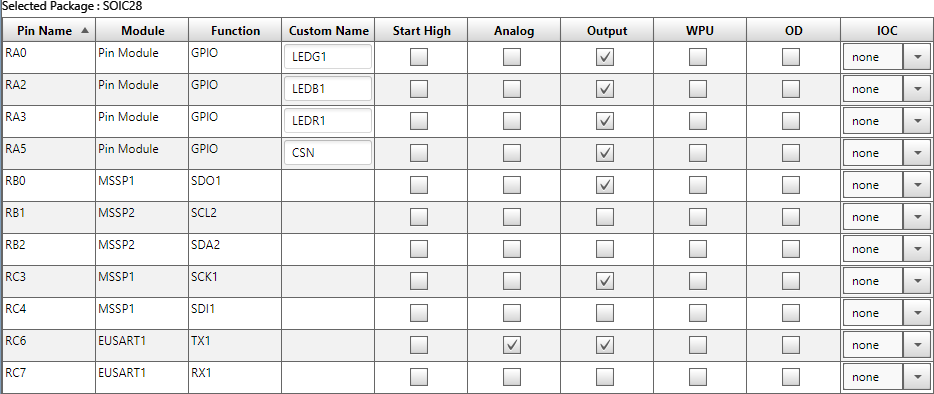 Selected Package : SOIC28
Pin Name Module Function Custom Name Start High Analog Output WPU OD IOC
RA0 Pin Module GPIO LEDG1 none
RA2 Pin Module GPIO LEDB1 none
RA3 Pin Module GPIO LEDR1 none
RA5 Pin Module GPIO CSN none
RB0 MSSP1 SDO1 none
RB1 MSSP2 SCL2 none
RB2 MSSP2 SDA2 none
RC3 MSSP1 SCK1 none
RC4 MSSP1 SDI1 none
RC6 EUSART1 TX1 none
RC7 EUSART1 RX1 none